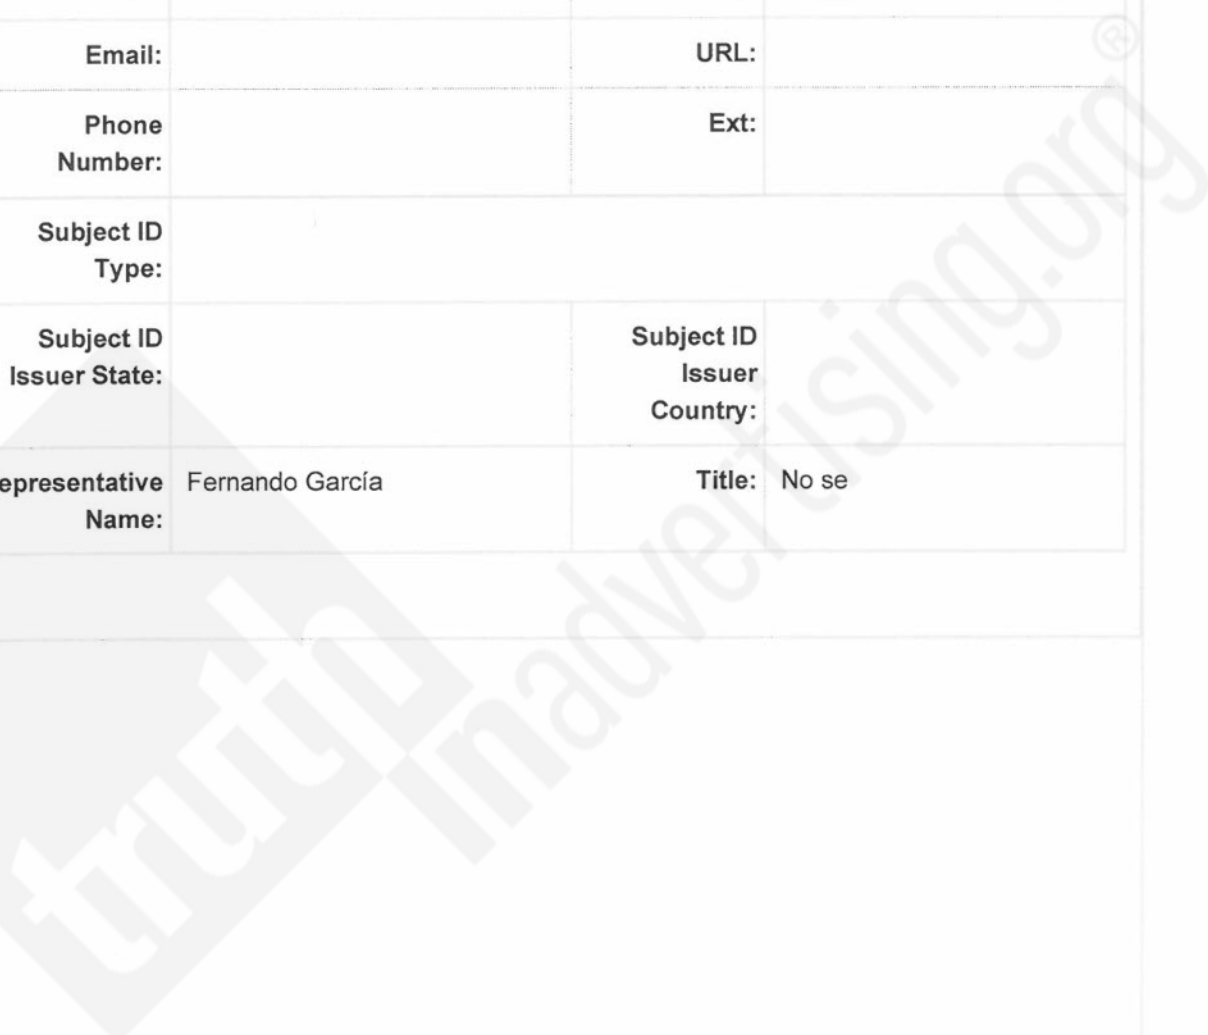 Email: URL:
Phone Ext:
Number:
Subject ID
Type:
Subject ID Subject ID
Issuer State: Issuer
Country:
epresentative Fernando García Title: No se
Name:
truth
inadvertising.org®